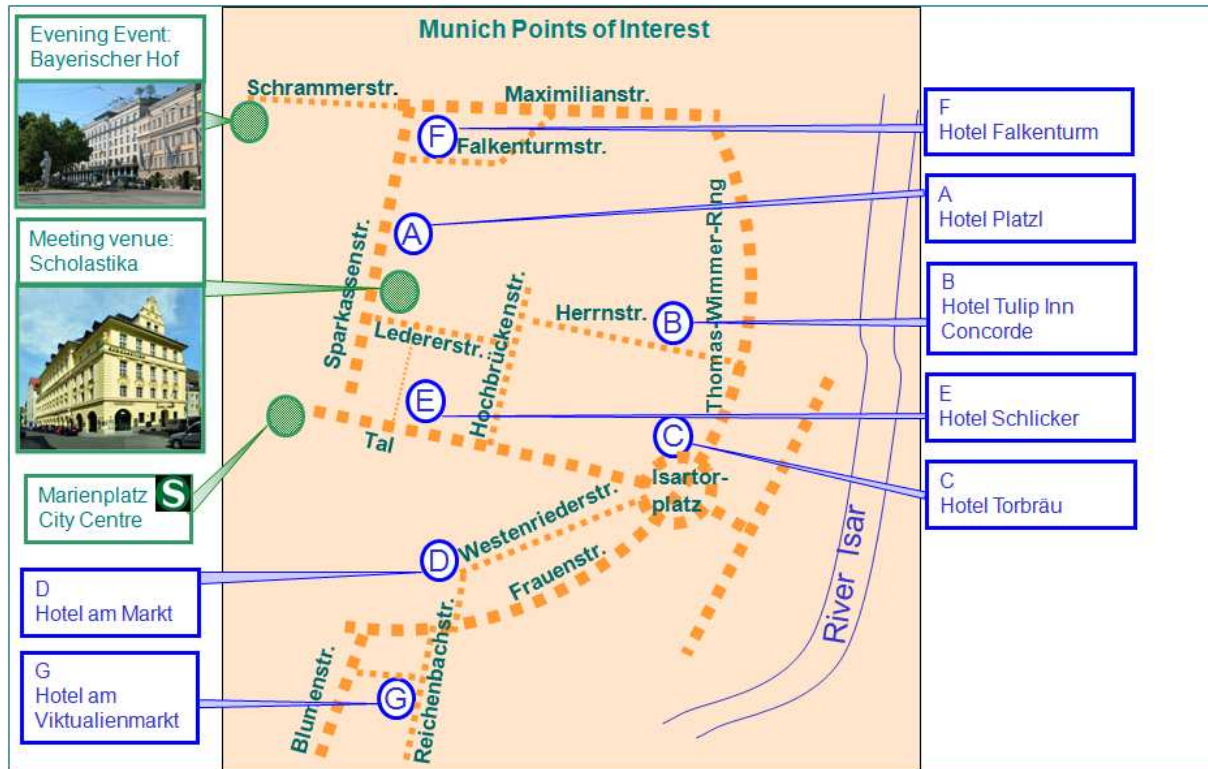 Munich Points of Interest
Evening Event:
Bayerischer Hof
Meeting venue:
Scholastika
Marienplatz S
City Centre
D
Hotel am Markt
G
Hotel am
Viktualienmarkt
Schrammerstr.
Maximilianstr.
F
Falkenturmstr.
A
Sparkassenstr.
Thomas-Wimmer-Ring
Herrnstr.
B
Ledererstr.
Hochbrückenstr.
E
Tal
C
Isartor-
platz
Westenriederstr.
D
Frauenstr.
Reichenbachstr.
Blumenstr.
G
River Isar
F
Hotel Falkenturm
A
Hotel Platzl
B
Hotel Tulip Inn
Concorde
E
Hotel Schlicker
C
Hotel Torbräu